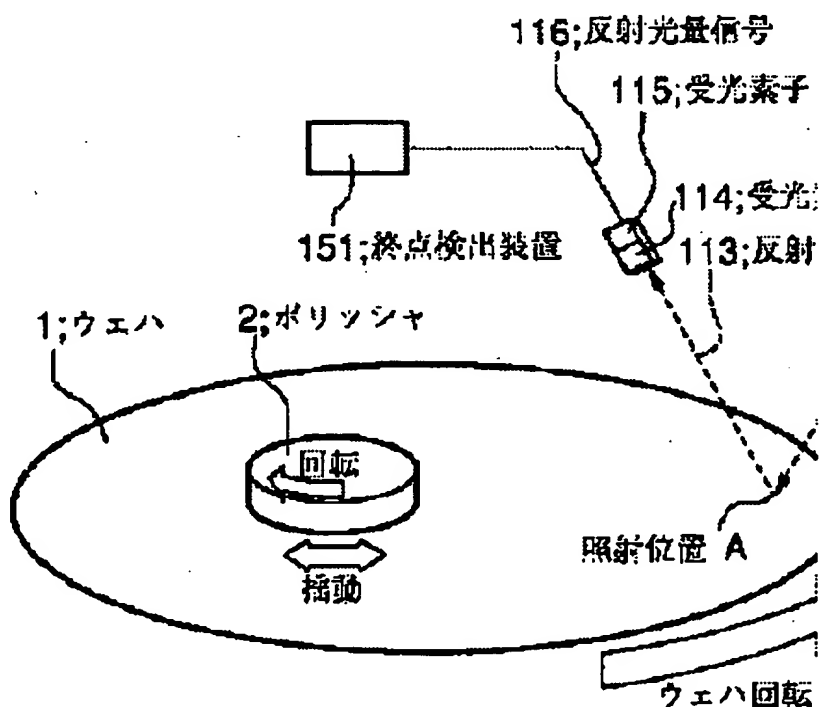 116;反射光量信号
115;受光素子
114;受光
113;反射
151;終点検出装置
1;ウェハ
2;ポリッシャ
回転
揺動
照射位置 A
ウェハ回転